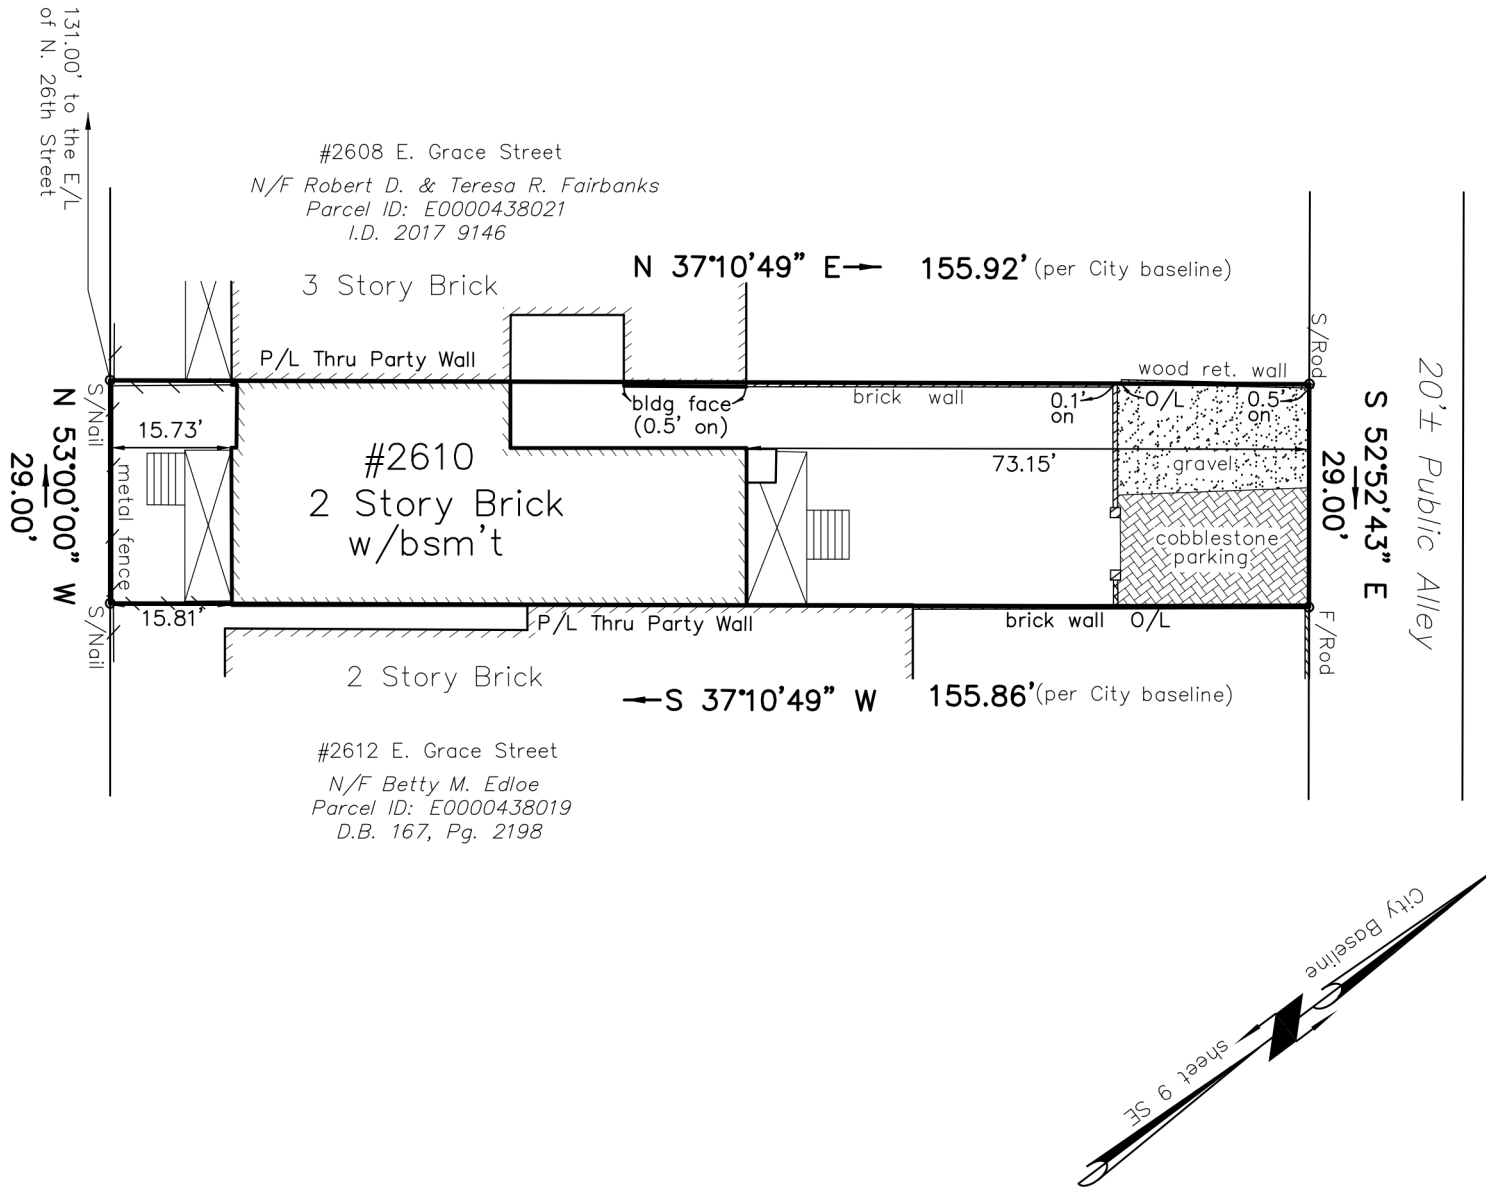 131.00' to the E/L
of N. 26th Street
#2608 E. Grace Street
N/F Robert D. & Teresa R. Fairbanks
Parcel ID: E0000438021
I.D. 2017 9146
3 Story Brick
N 37°10'49" E
155.92' (per City baseline)
P/L Thru Party Wall
S/Rod
wood ret. wall
bldg face
(0.5' on)
brick wall
0.1'
on
O/L
0.5'
on
S/Nail
15.73'
N 53°00'00" W
29.00'
metal fence
#2610
2 Story Brick
w/bsm't
73.15'
gravel
cobblestone
parking
S 52°52'43" E
29.00'
20'± Public Alley
15.81'
S/Nail
P/L Thru Party Wall
brick wall O/L
F/Rod
2 Story Brick
S 37°10'49" W
155.86' (per City baseline)
#2612 E. Grace Street
N/F Betty M. Edloe
Parcel ID: E0000438019
D.B. 167, Pg. 2198
City Baseline
sheet 9 SE